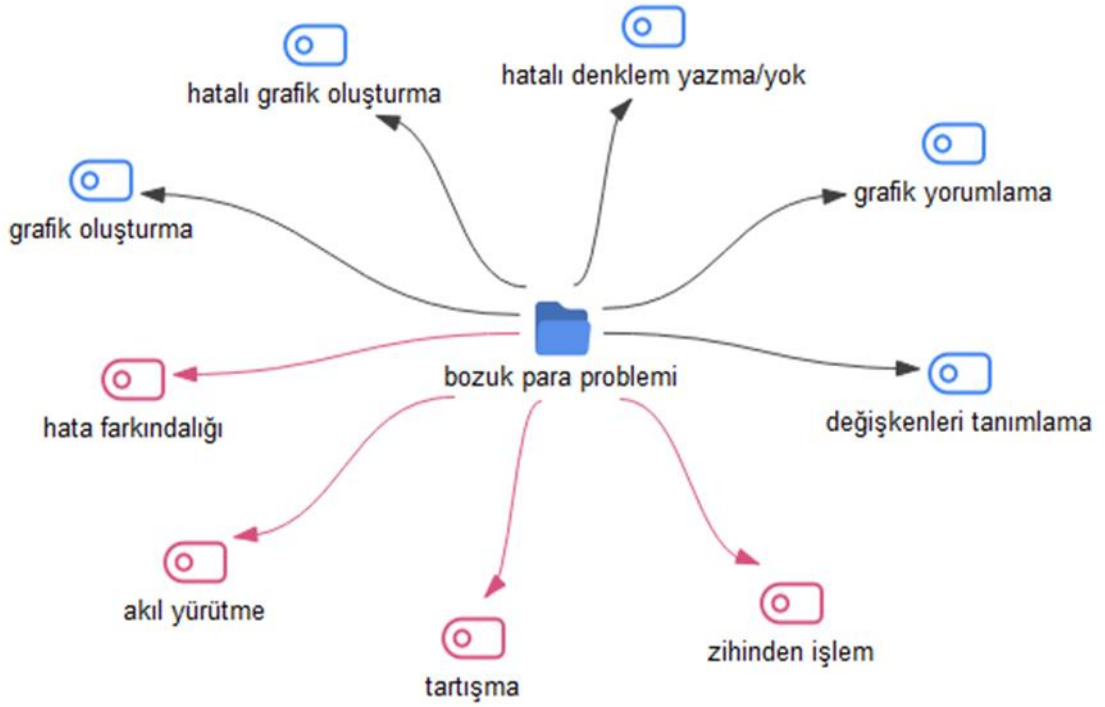 hatalı denklem yazma/yok
hatalı grafik oluşturma
grafik yorumlama
grafik oluşturma
bozuk para problemi
değişkenleri tanımlama
hata farkındalığı
akıl yürütme
zihinden işlem
tartışma